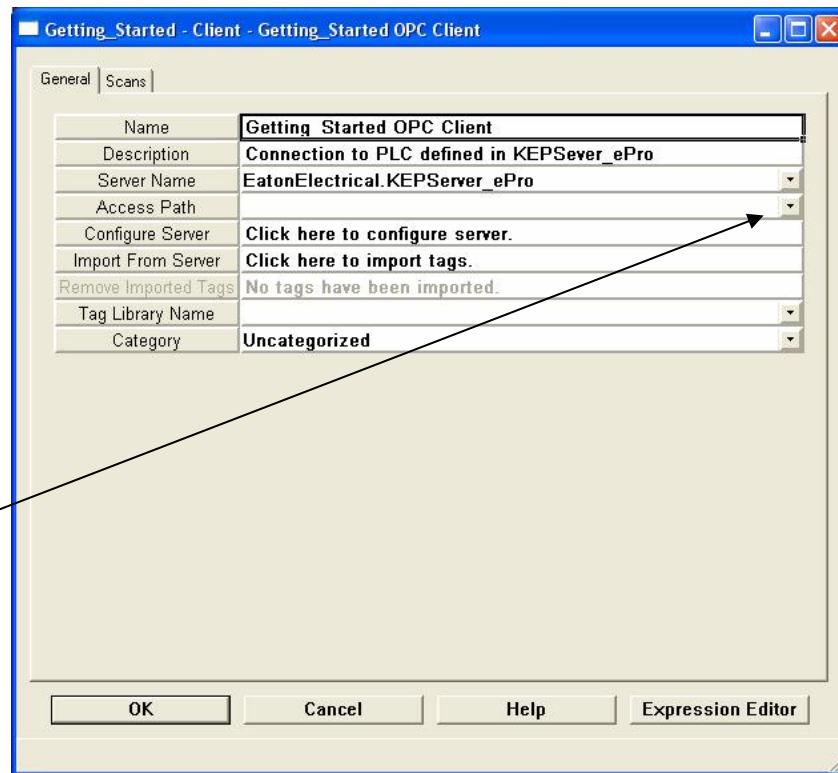 Getting_Started - Client - Getting_Started OPC Client
General Scans
Name Getting_Started OPC Client
Description Connection to PLC defined in KEPSever_ePro
Server Name EatonElectrical.KEPServer_ePro
Access Path
Configure Server Click here to configure server.
Import From Server Click here to import tags.
Remove Imported Tags No tags have been imported.
Tag Library Name
Category Uncategorized
OK Cancel Help Expression Editor